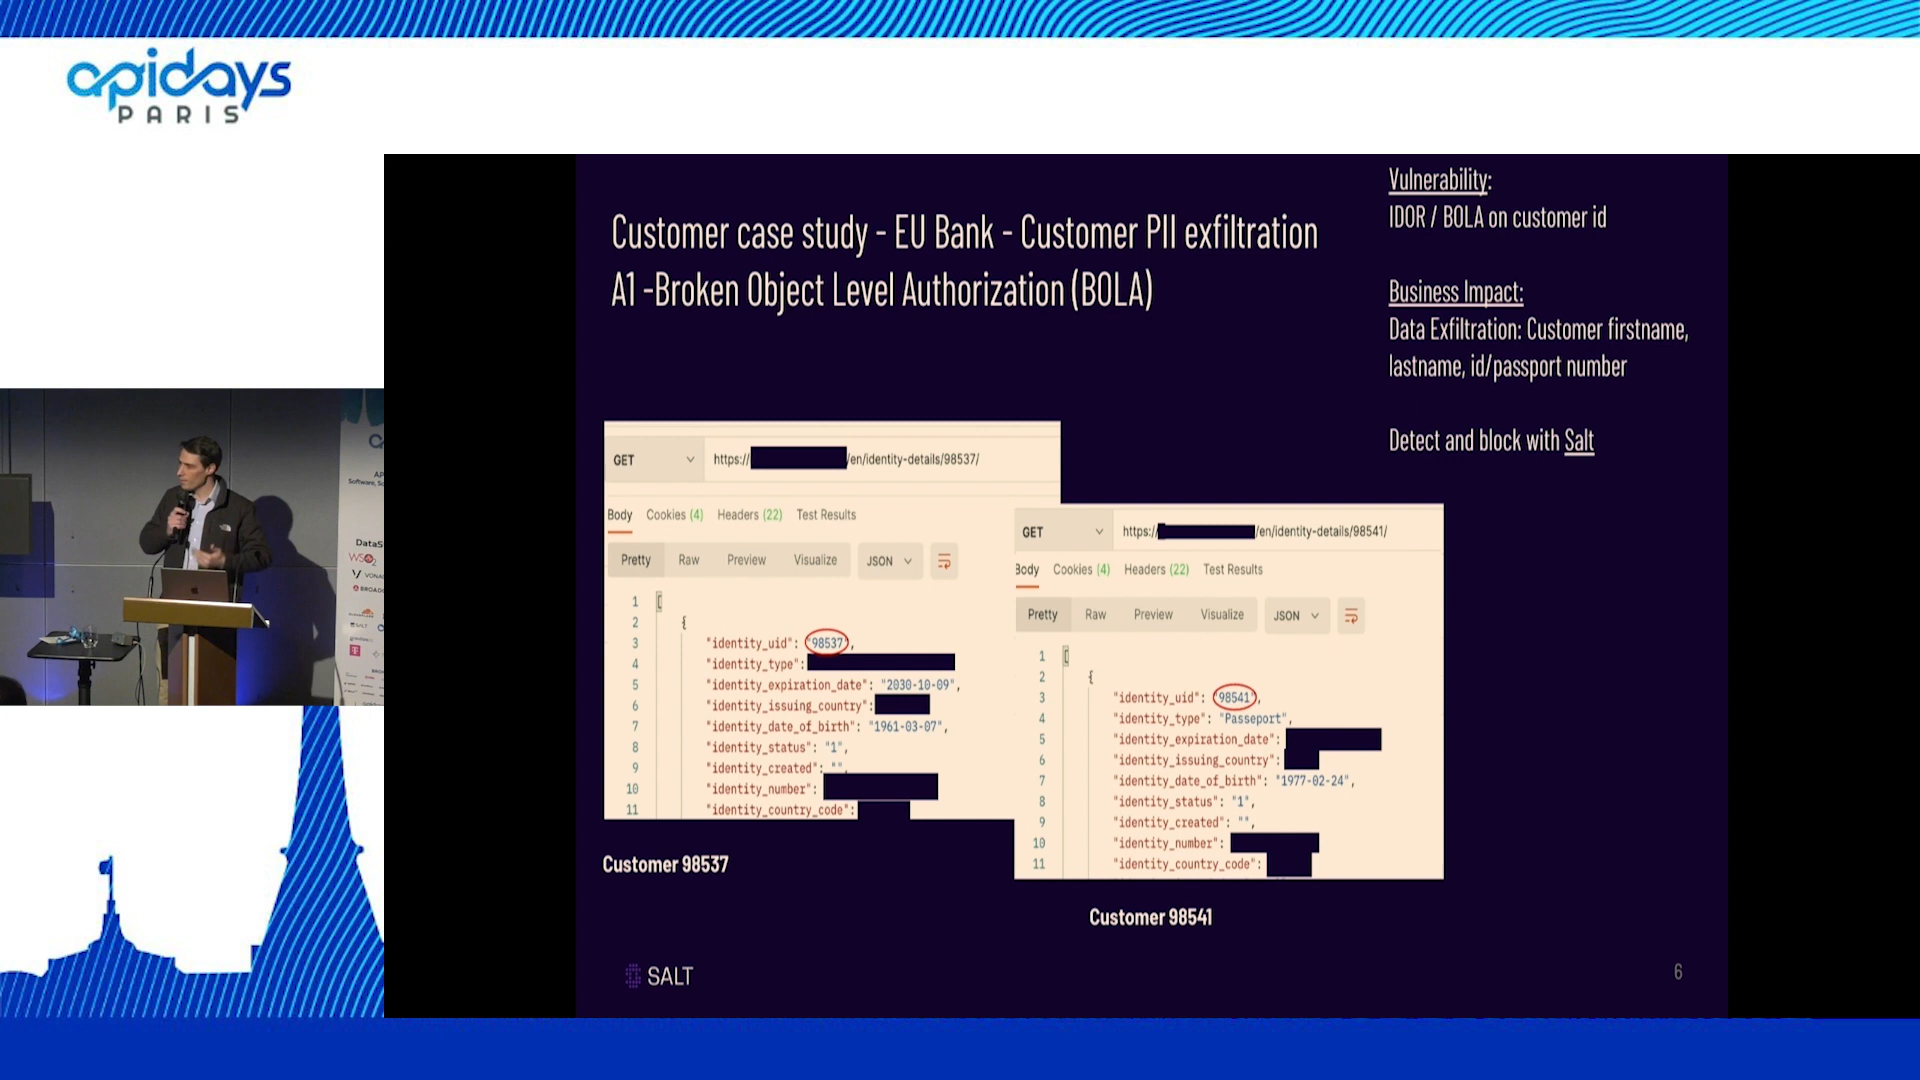 apidays
PARIS
Customer case study - EU Bank - Customer PII exfiltration
A1 -Broken Object Level Authorization (BOLA)
Vulnerability:
IDOR / BOLA on customer id
Business Impact:
Data Exfiltration: Customer firstname,
lastname, id/passport number
Detect and block with Salt
GET
https:// /en/identity-details/98537/
Body Cookies (4) Headers (22) Test Results
Pretty Raw Preview Visualize JSON
1 [
2 {
3 "identity_uid": "98537",
4 "identity_type":
5 "identity_expiration_date": "2030-10-09",
6 "identity_issuing_country":
7 "identity_date_of_birth": "1961-03-07",
8 "identity_status": "1",
9 "identity_created": "",
10 "identity_number":
11 "identity_country_code":
Customer 98537
GET
https:// /en/identity-details/98541/
Body Cookies (4) Headers (22) Test Results
Pretty Raw Preview Visualize JSON
1 [
2 {
3 "identity_uid": "98541",
4 "identity_type": "Passeport",
5 "identity_expiration_date":
6 "identity_issuing_country":
7 "identity_date_of_birth": "1977-02-24",
8 "identity_status": "1",
9 "identity_created": "",
10 "identity_number":
11 "identity_country_code":
Customer 98541
SALT
6
WSO2